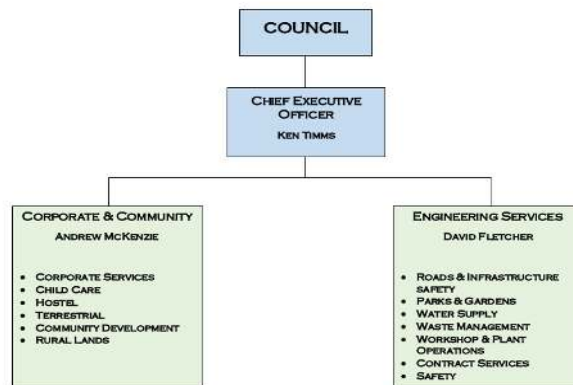 COUNCIL
CHIEF EXECUTIVE
OFFICER
KEN TIMMS
CORPORATE & COMMUNITY
ANDREW MCKENZIE
• CORPORATE SERVICES
• CHILD CARE
• HOSTEL
• TERRESTRIAL
• COMMUNITY DEVELOPMENT
• RURAL LANDS
ENGINEERING SERVICES
DAVID FLETCHER
• ROADS & INFRASTRUCTURE
SAFETY
• PARKS & GARDENS
• WATER SUPPLY
• WASTE MANAGEMENT
• WORKSHOP & PLANT
OPERATIONS
• CONTRACT SERVICES
• SAFETY